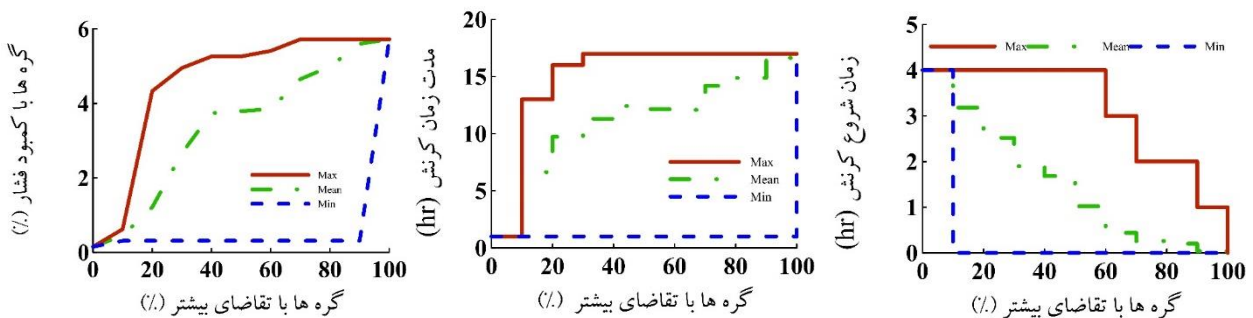 گره ها با کمبود فشار (٪)
6
4
2
0
Max
Mean
Min
0 20 40 60 80 100
گره ها با تقاضای بیشتر (٪)
مدت زمان کرنش (hr)
20
15
10
5
0
Max
Mean
Min
0 20 40 60 80 100
گره ها با تقاضای بیشتر (٪)
زمان شروع کرنش (hr)
5
4
3
2
1
0
Max Mean Min
0 20 40 60 80 100
گره ها با تقاضای بیشتر (٪)